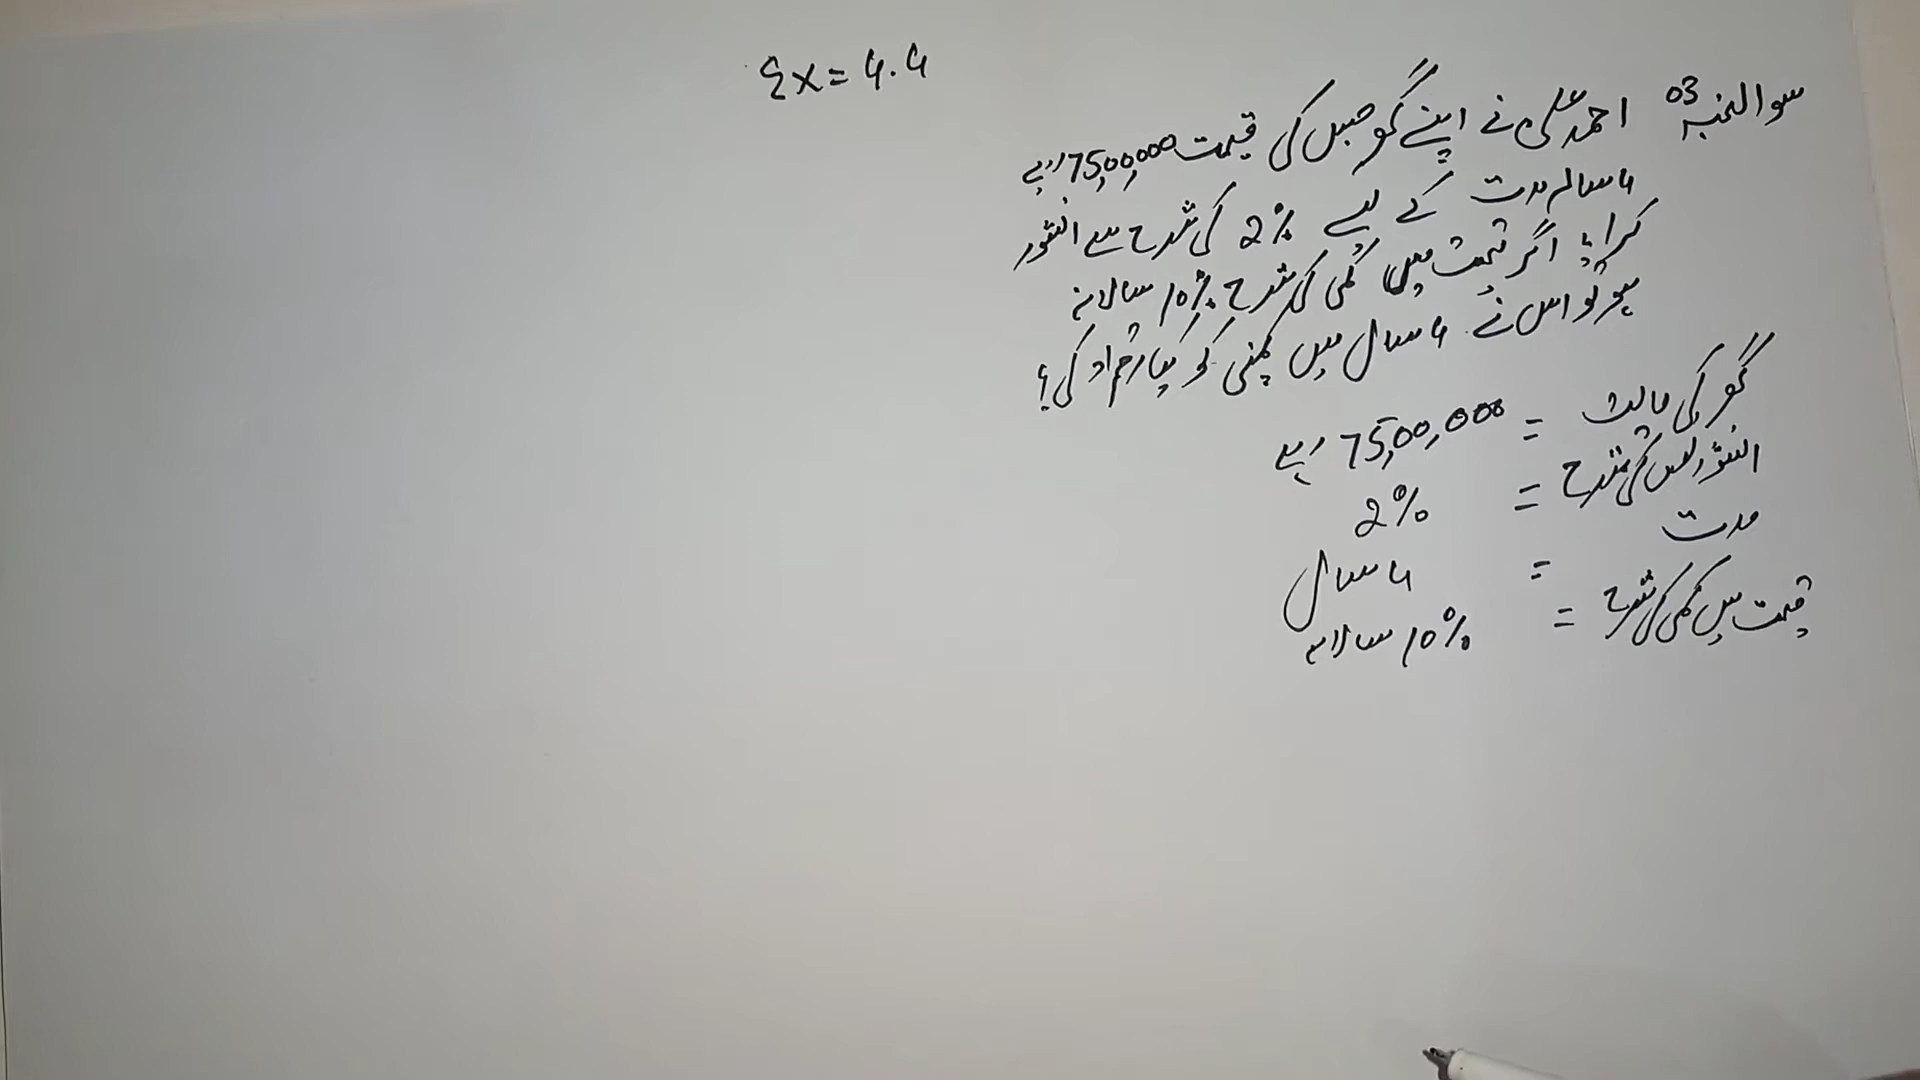 Ex = 4.4
سوال نمبر 03 احمد علی نے اپنے گھر جس کی قیمت 75,00,000 روپے
4 سالہ مدت کے لیے 2% کی شرح سے انشور
کرایا اگر قیمت میں کمی کی شرح 10% سالانہ
ہو تو اس نے 4 سال میں کمپنی کو کیا رقم ادا کی؟
گھر کی مالیت = 75,00,000 روپے
انشورنس کی شرح = 2%
مدت = 4 سال
قیمت میں کمی کی شرح = 10% سالانہ